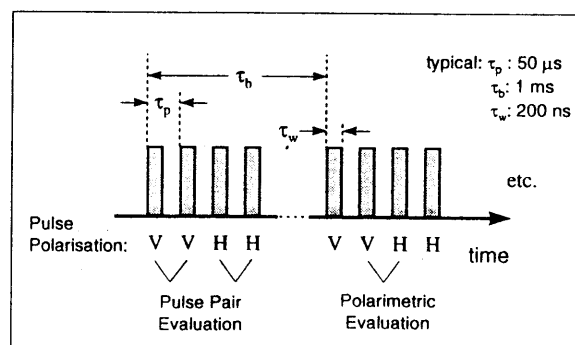 typical: τp : 50 μs
τb: 1 ms
τw: 200 ns
τb
τp
τw
etc.
Pulse
Polarisation:
V V H H V V H H
time
Pulse Pair
Evaluation
Polarimetric
Evaluation